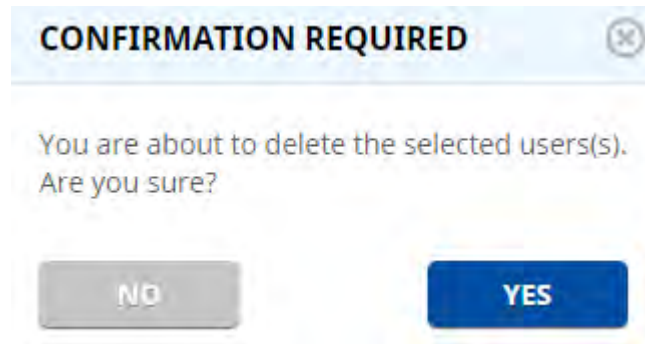 CONFIRMATION REQUIRED
You are about to delete the selected users(s).
Are you sure?
NO
YES